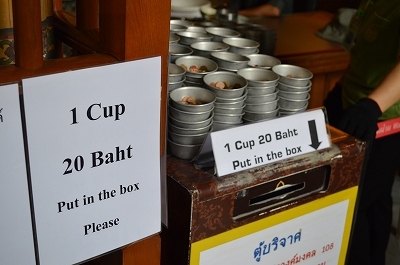 1 Cup
20 Baht
Put in the box
Please
1 Cup 20 Baht
Put in the box
ตู้บริจาค
108